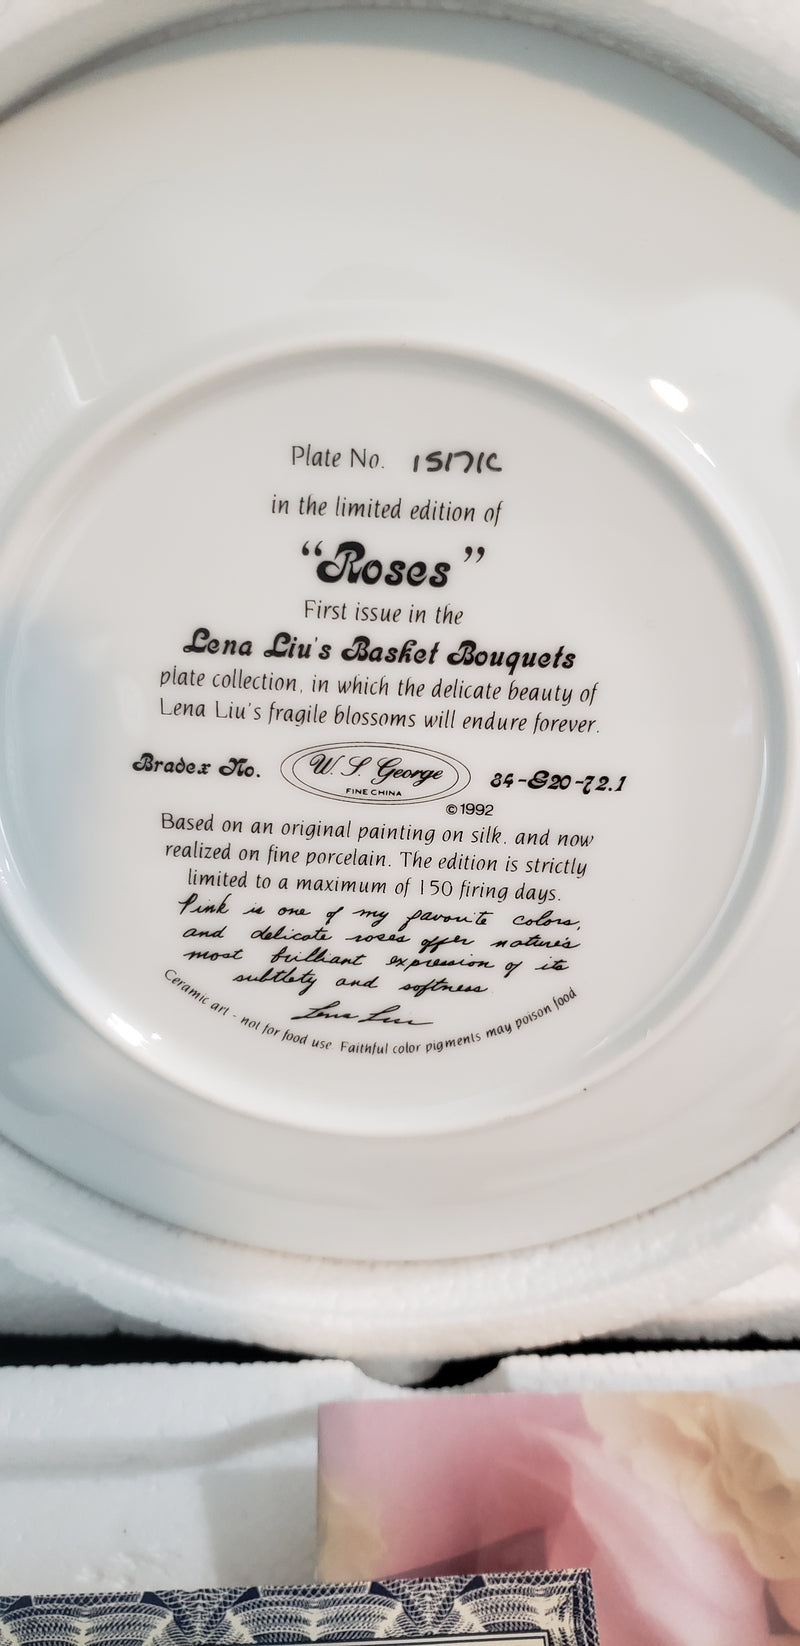 Plate No. 15171C
in the limited edition of
“Roses”
First issue in the
Lena Liu's Basket Bouquets
plate collection, in which the delicate beauty of
Lena Liu's fragile blossoms will endure forever.
Bradex No. W. S. George 84-G20-72.1
FINE CHINA
©1992
Based on an original painting on silk, and now
realized on fine porcelain. The edition is strictly
limited to a maximum of 150 firing days.
Pink is one of my favorite colors,
and delicate roses offer nature's
most brilliant expression of its
subtlety and softness.
Lena Liu
Ceramic art - not for food use. Faithful color pigments may poison food